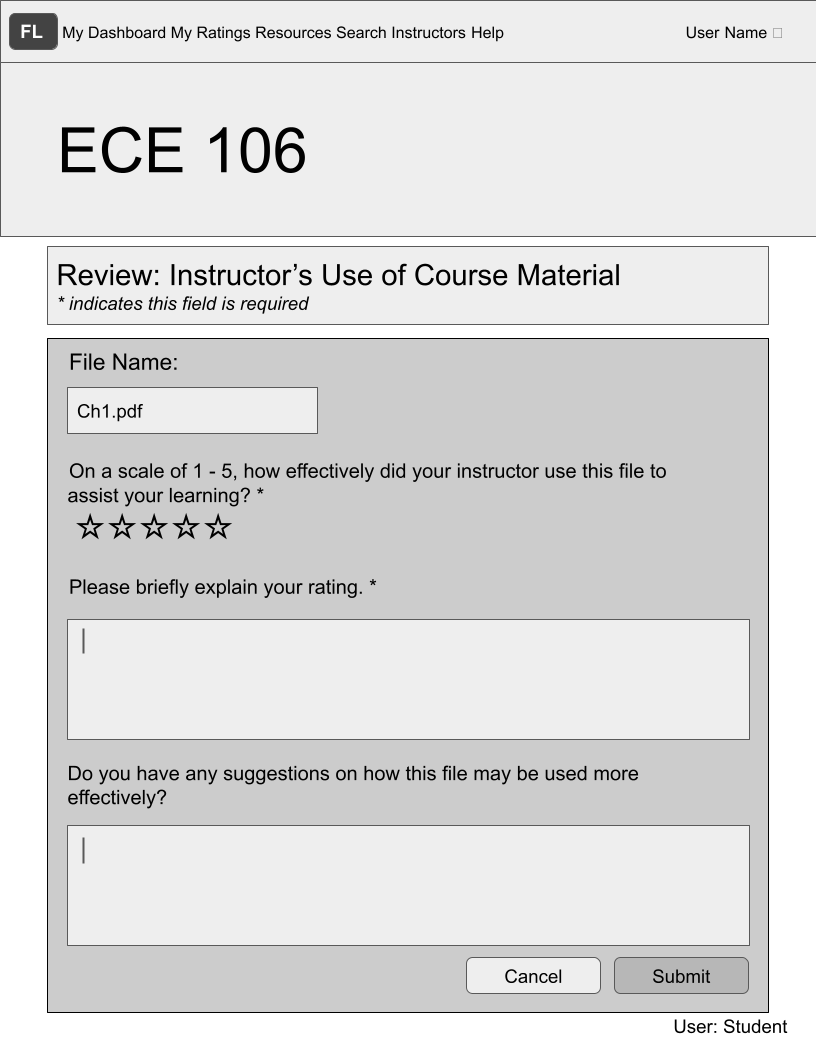 FL My Dashboard My Ratings Resources Search Instructors Help User Name
ECE 106
Review: Instructor’s Use of Course Material
* indicates this field is required
File Name:
Ch1.pdf
On a scale of 1 - 5, how effectively did your instructor use this file to
assist your learning? *
Please briefly explain your rating. *
Do you have any suggestions on how this file may be used more
effectively?
Cancel Submit
User: Student